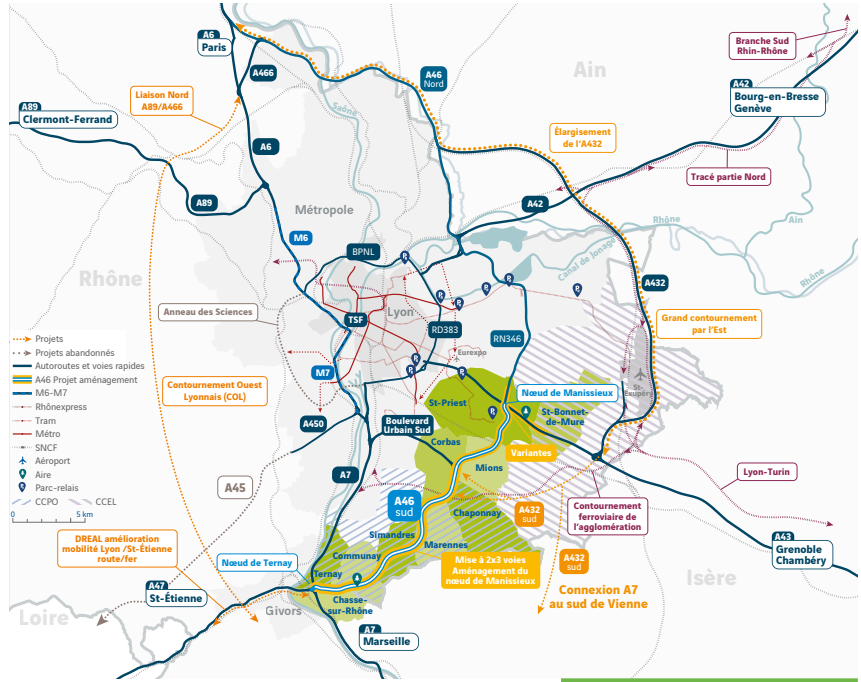 A6
Paris
A466
A46
Nord
Ain
Branche Sud
Rhin-Rhône
A42
Bourg-en-Bresse
Genève
Liaison Nord
A89/A466
A89
Clermont-Ferrand
Saône
Élargisement
de l'A432
A6
Tracé partie Nord
A89
Métropole
A42
Rhône
Ain
M6
BPNL
Canal de Jonage
Rhône
A432
Rhône
Anneau des Sciences
TSF
Lyon
RD383
RN346
Grand contournement
par l'Est
Projets
Projets abandonnés
Autoroutes et voies rapides
A46 Projet aménagement
M6-M7
Rhônexpress
Tram
Métro
SNCF
Aéroport
Aire
Parc-relais
CCPO
CCEL
0
5 km
Eurexpo
M7
St-
Exupéry
Contournement Ouest
Lyonnais (COL)
St-Priest
Nœud de Manissieux
St-Bonnet-
de-Mure
A450
Boulevard
Urbain Sud
Corbas
Variantes
Mions
A45
A7
A46
sud
Lyon-Turin
Chaponnay
A432
sud
Contournement
ferroviaire de
l'agglomération
DREAL amélioration
mobilité Lyon /St-Étienne
route/fer
Simandres
Marennes
Nœud de Ternay
Communay
Mise à 2x3 voies
Aménagement du
nœud de Manissieux
A432
sud
A43
Grenoble
Chambéry
Ternay
Isère
A47
St-Étienne
Chasse-
sur-Rhône
Connexion A7
au sud de Vienne
Loire
Givors
A7
Marseille